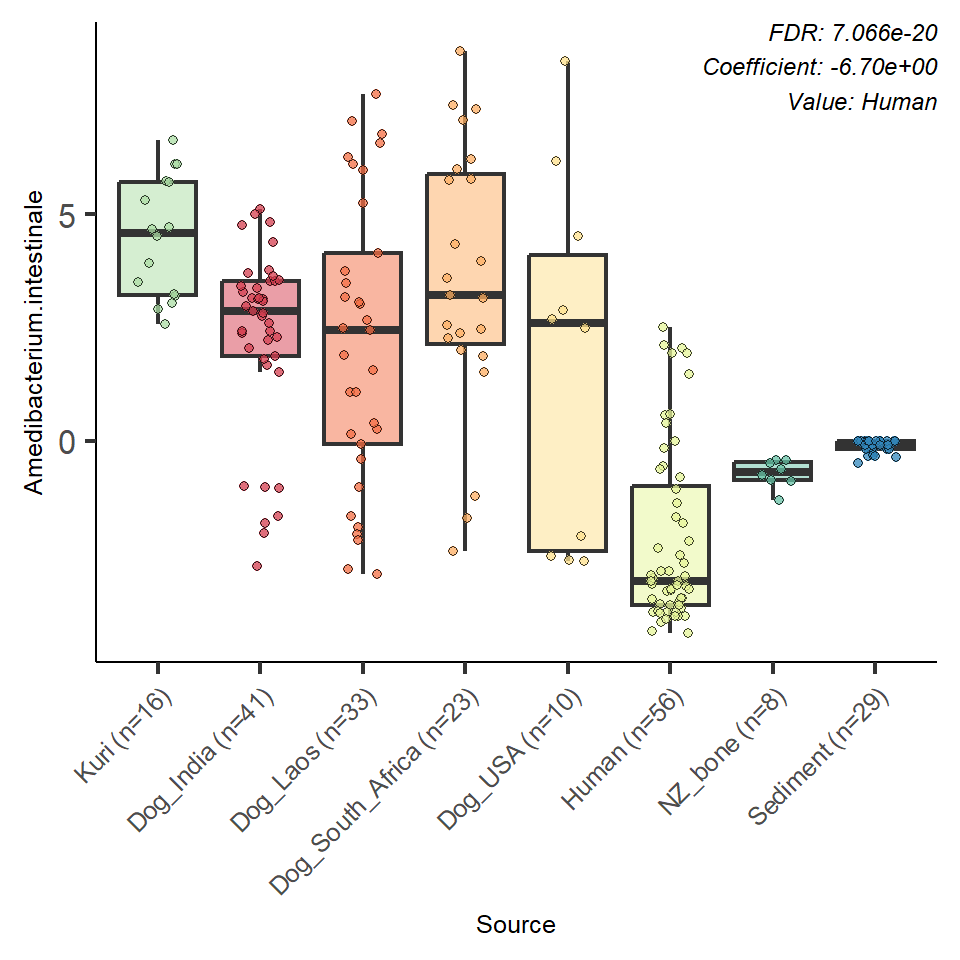 FDR: 7.066e-20
Coefficient: -6.70e+00
Value: Human
Amedibacterium.intestinale
5
0
Kuri (n=16)
Dog_India (n=41)
Dog_Laos (n=33)
Dog_South_Africa (n=23)
Dog_USA (n=10)
Human (n=56)
NZ_bone (n=8)
Sediment (n=29)
Source